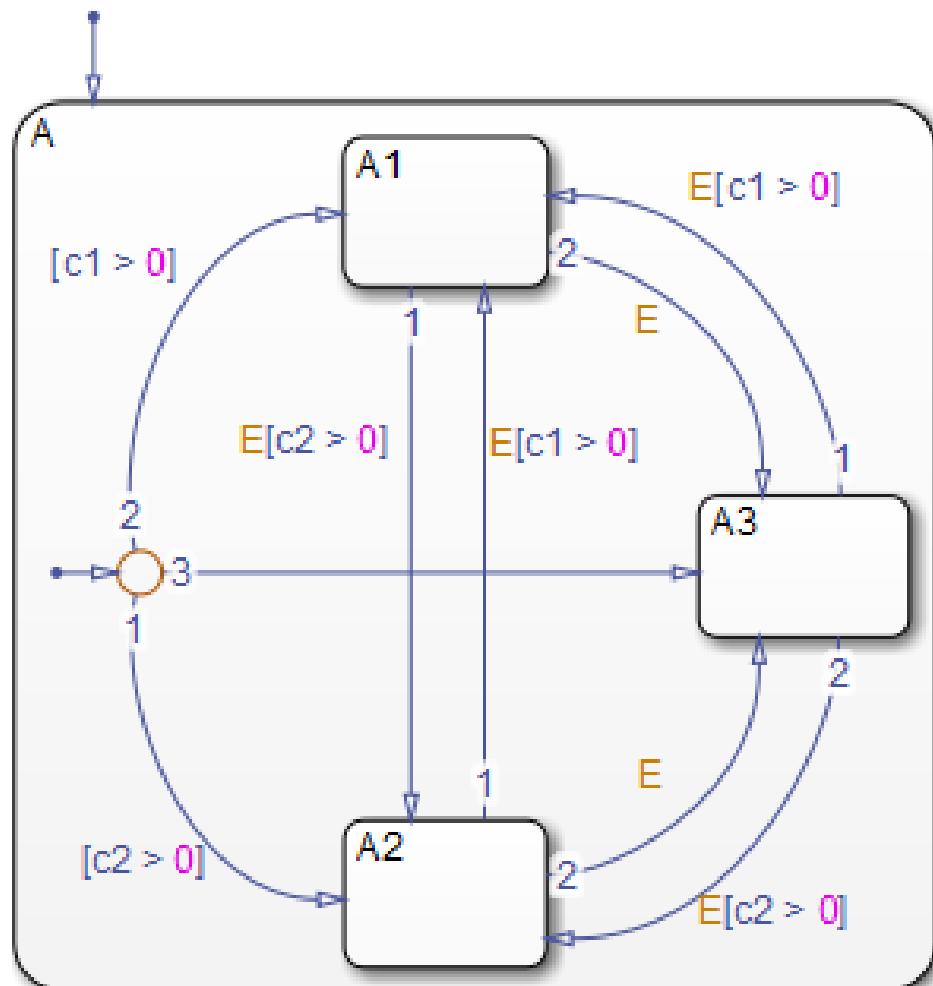 A
A1
E[c1 > 0]
[c1 > 0]
2
E
1
E[c2 > 0]
E[c1 > 0]
1
2
A3
3
1
2
E
1
A2
[c2 > 0]
2
E[c2 > 0]